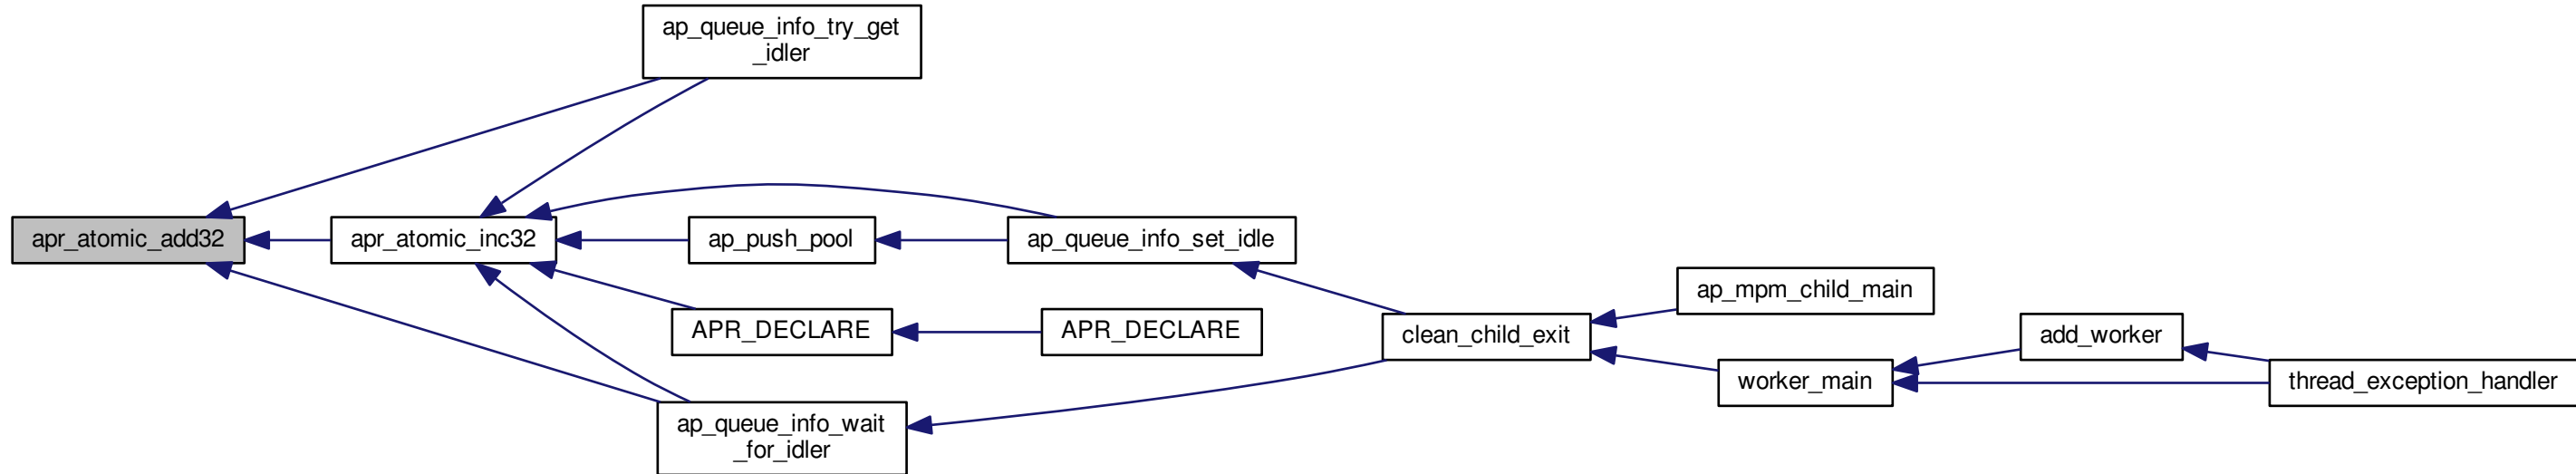 ap_queue_info_try_get
_idler
apr_atomic_add32
apr_atomic_inc32
ap_push_pool
ap_queue_info_set_idle
APR_DECLARE
APR_DECLARE
ap_queue_info_wait
_for_idler
clean_child_exit
ap_mpm_child_main
worker_main
add_worker
thread_exception_handler